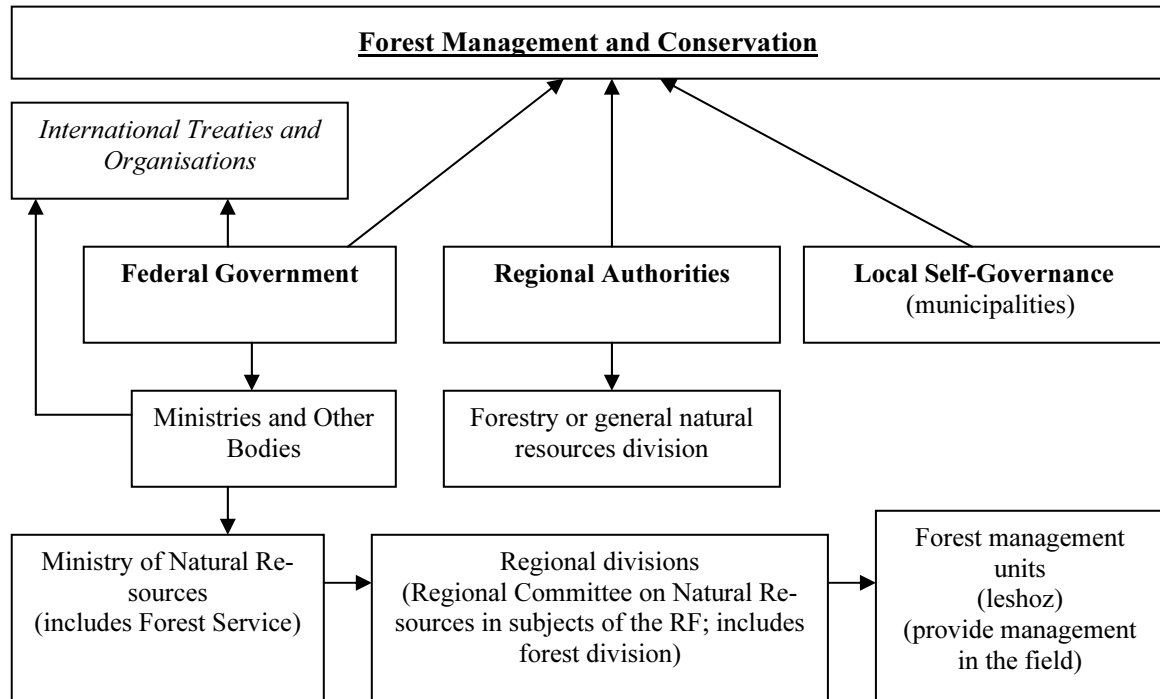 Forest Management and Conservation
International Treaties and
Organisations
Federal Government
Regional Authorities
Local Self-Governance
(municipalities)
Ministries and Other
Bodies
Forestry or general natural
resources division
Ministry of Natural Re-
sources
(includes Forest Service)
Regional divisions
(Regional Committee on Natural Re-
sources in subjects of the RF; includes
forest division)
Forest management
units
(leshoz)
(provide management
in the field)